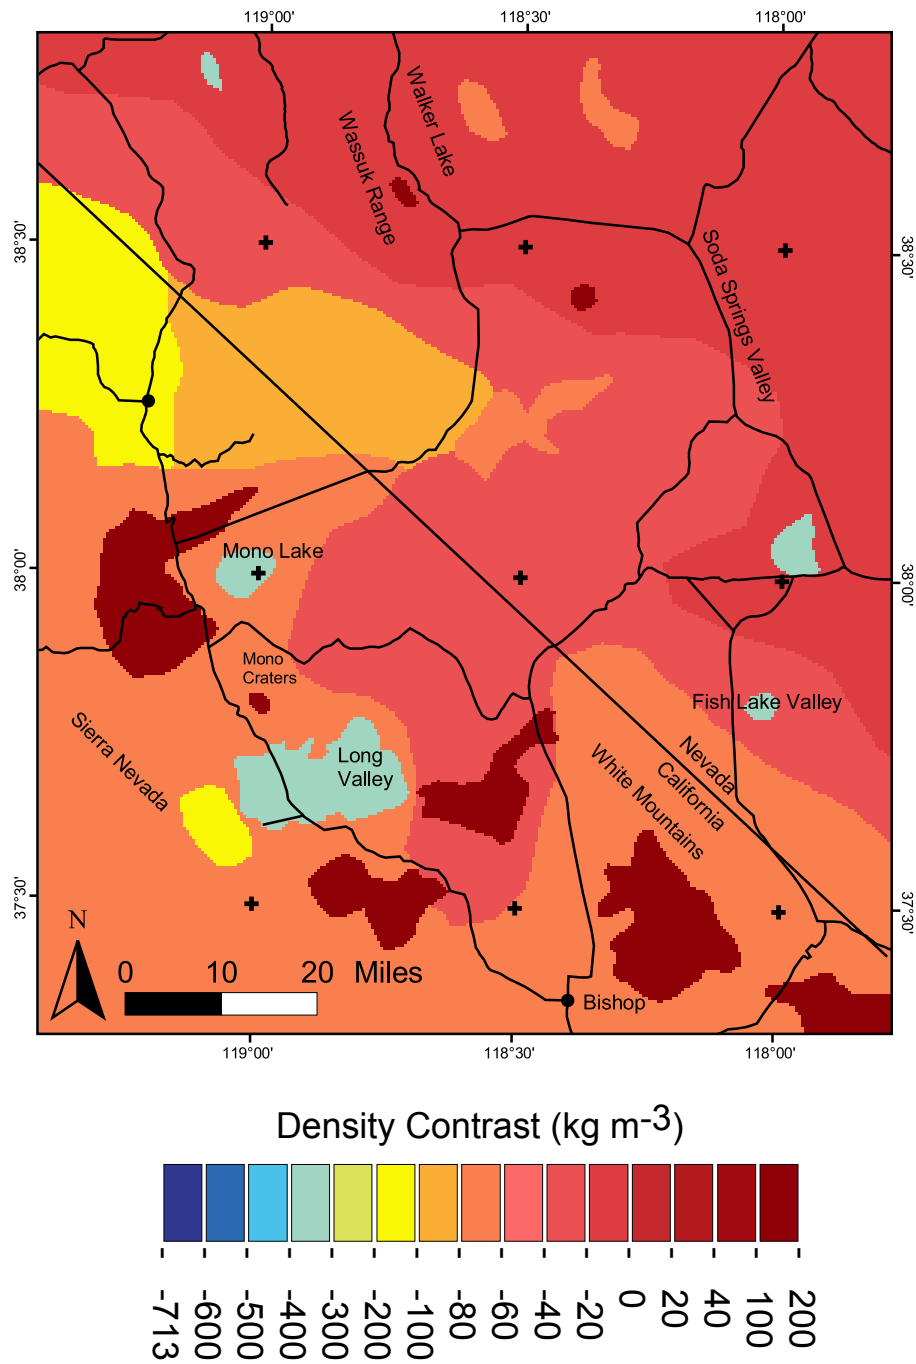 119°00'
118°30'
118°00'
Walker Lake
Wassuk Range
38°30'
38°30'
Soda Springs Valley
Mono Lake
38°00'
38°00'
Mono
Craters
Fish Lake Valley
Sierra Nevada
Long
Valley
Nevada
California
White Mountains
37°30'
37°30'
N
0 10 20 Miles
Bishop
119°00'
118°30'
118°00'
Density Contrast (kg m-3)
-713
-600
-500
-400
-300
-200
-100
-80
-60
-40
-20
0
20
40
100
200